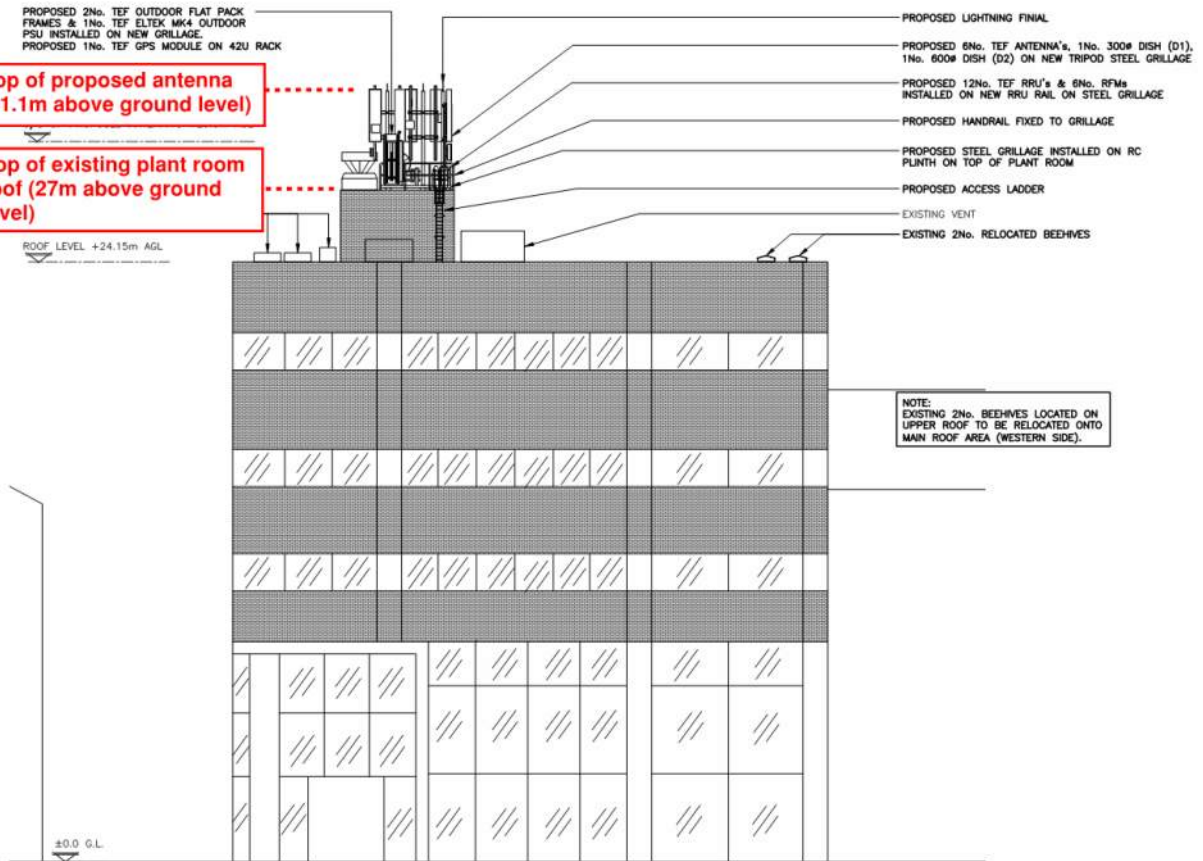 PROPOSED 2No. TEF OUTDOOR FLAT PACK
FRAMES & 1No. TEF ELTEK MK4 OUTDOOR
PSU INSTALLED ON NEW GRILLAGE.
PROPOSED 1No. TEF GPS MODULE ON 42U RACK
op of proposed antenna
1.1m above ground level)
op of existing plant room
oof (27m above ground
vel)
ROOF LEVEL +24.15m AGL
PROPOSED LIGHTNING FINIAL
PROPOSED 6No. TEF ANTENNA's, 1No. 300ø DISH (D1),
1No. 600ø DISH (D2) ON NEW TRIPOD STEEL GRILLAGE
PROPOSED 12No. TEF RRU's & 6No. RFMs
INSTALLED ON NEW RRU RAIL ON STEEL GRILLAGE
PROPOSED HANDRAIL FIXED TO GRILLAGE
PROPOSED STEEL GRILLAGE INSTALLED ON RC
PLINTH ON TOP OF PLANT ROOM
PROPOSED ACCESS LADDER
EXISTING VENT
EXISTING 2No. RELOCATED BEEHIVES
NOTE:
EXISTING 2No. BEEHIVES LOCATED ON
UPPER ROOF TO BE RELOCATED ONTO
MAIN ROOF AREA (WESTERN SIDE).
±0.0 G.L.